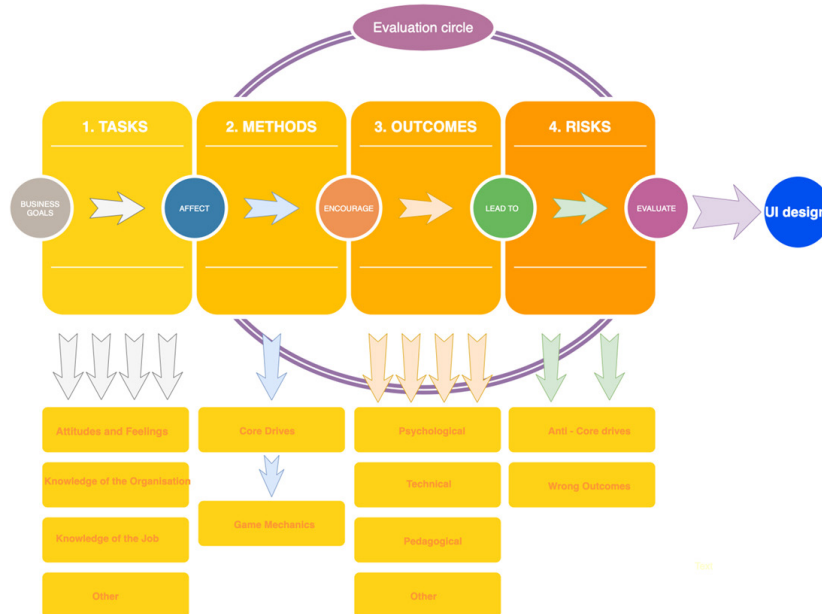 Evaluation circle
1. TASKS
2. METHODS
3. OUTCOMES
4. RISKS
BUSINESS
GOALS
AFFECT
ENCOURAGE
LEAD TO
EVALUATE
UI design
Attitudes and Feelings
Core Drives
Psychological
Anti - Core drives
Knowledge of the Organisation
Technical
Wrong Outcomes
Game Mechanics
Knowledge of the Job
Pedagogical
Other
Other